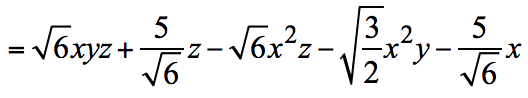 = √6xyz + 5/√6 z − √6x²z − √(3/2)x²y − 5/√6 x